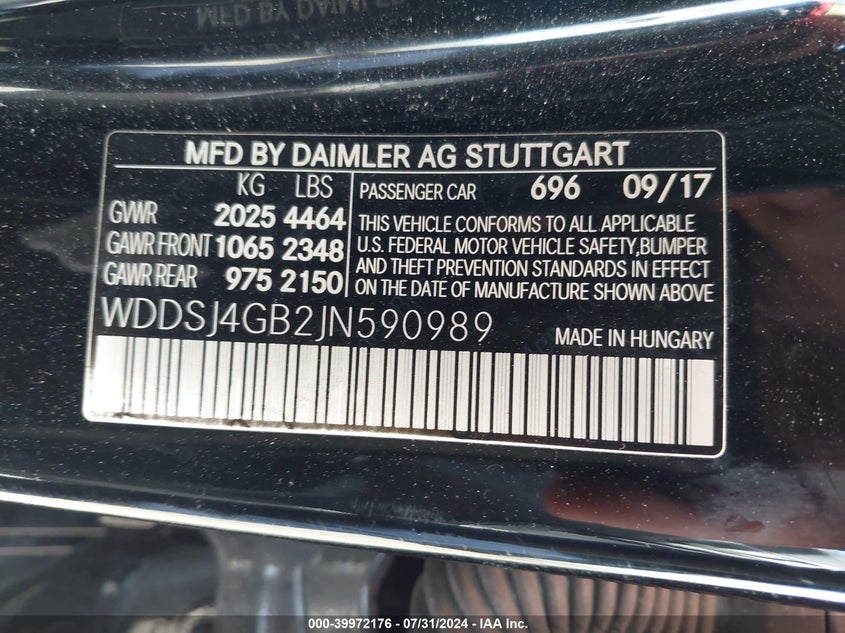 MFD BY DAIMLER AG STUTTGART
KG LBS
GVWR 2025 4464
GAWR FRONT 1065 2348
GAWR REAR 975 2150
PASSENGER CAR 696 09/17
THIS VEHICLE CONFORMS TO ALL APPLICABLE
U.S. FEDERAL MOTOR VEHICLE SAFETY, BUMPER
AND THEFT PREVENTION STANDARDS IN EFFECT
ON THE DATE OF MANUFACTURE SHOWN ABOVE
WDDSJ4GB2JN590989
MADE IN HUNGARY
000-39972176 / 07/31/2024 - IAA Inc.